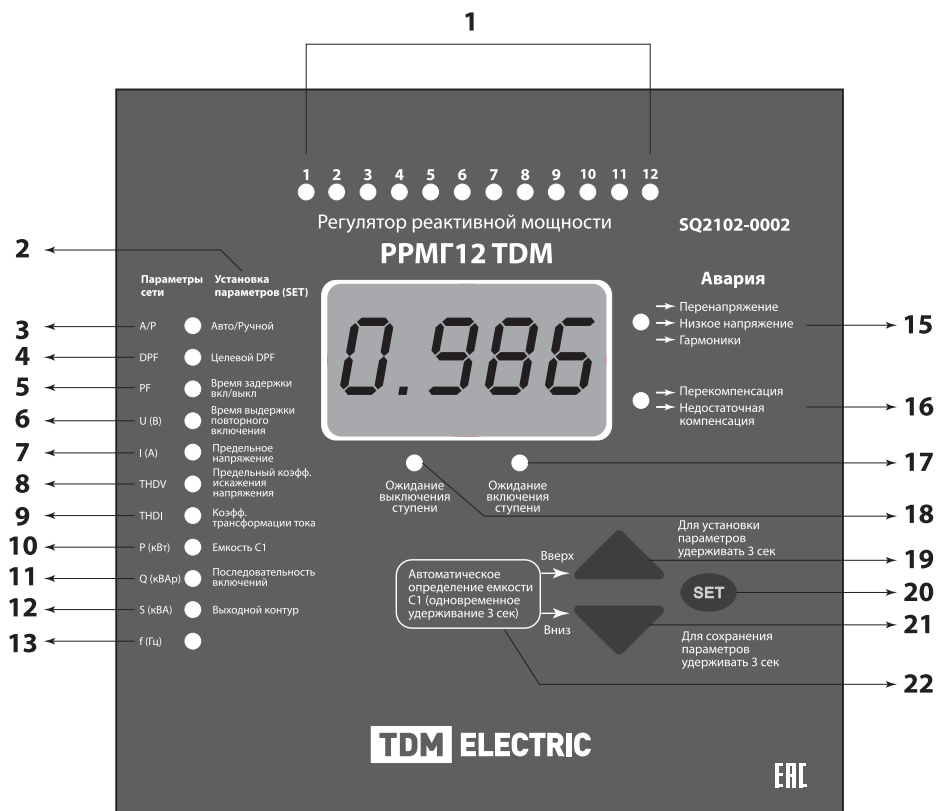 1
1 2 3 4 5 6 7 8 9 10 11 12
Регулятор реактивной мощности
SQ2102-0002
РРМГ12 TDM
2
Параметры
сети
Установка
параметров (SET)
3
A/P
Авто/Ручной
4
DPF
Целевой DPF
5
PF
Время задержки
вкл/выкл
6
U (В)
Время выдержки
повторного
включения
7
I (A)
Предельное
напряжение
8
THDV
Предельный коэфф.
искажения
напряжения
9
THDI
Коэфф.
трансформации тока
10
P (кВт)
Емкость С1
11
Q (кВАр)
Последовательность
включений
12
S (кВА)
Выходной контур
13
f (Гц)
0.986
Авария
Перенапряжение
Низкое напряжение
Гармоники
15
Перекомпенсация
Недостаточная
компенсация
16
17
Ожидание
выключения
ступени
Ожидание
включения
ступени
18
Для установки
параметров
удерживать 3 сек
19
Вверх
Автоматическое
определение емкости
С1 (одновременное
удерживание 3 сек)
SET
20
21
Вниз
Для сохранения
параметров
удерживать 3 сек
22
TDM ELECTRIC
EAC